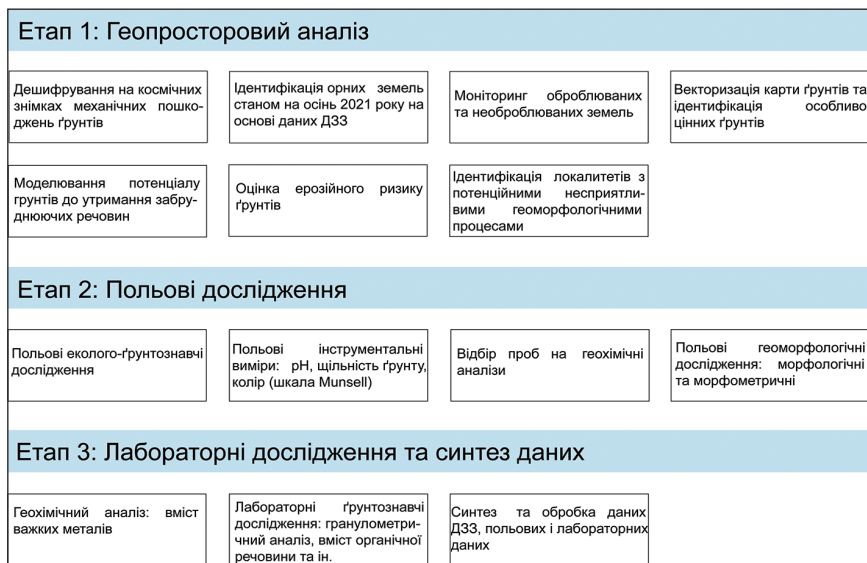 Етап 1: Геопросторовий аналіз
Дешифрування на космічних
знімках механічних пошко-
джень ґрунтів
Ідентифікація орних земель
станом на осінь 2021 року на
основі даних ДЗЗ
Моніторинг оброблюваних
та необроблюваних земель
Векторизація карти ґрунтів та
ідентифікація особливо
цінних ґрунтів
Моделювання потенціалу
грунтів до утримання забру-
днюючих речовин
Оцінка ерозійного ризику
ґрунтів
Ідентифікація локалитетів з
потенційними несприятли-
вими геоморфологічними
процесами
Етап 2: Польові дослідження
Польові еколого-ґрунтознавчі
дослідження
Польові інструментальні
виміри: pH, щільність ґрунту,
колір (шкала Munsell)
Відбір проб на геохімічні
аналізи
Польові геоморфологічні
дослідження: морфологічні
та морфометричні
Етап 3: Лабораторні дослідження та синтез даних
Геохімічний аналіз: вміст
важких металів
Лабораторні ґрунтознавчі
дослідження: гранулометри-
чний аналіз, вміст органічної
речовини та ін.
Синтез та обробка даних
ДЗЗ, польових і лабораторних
даних